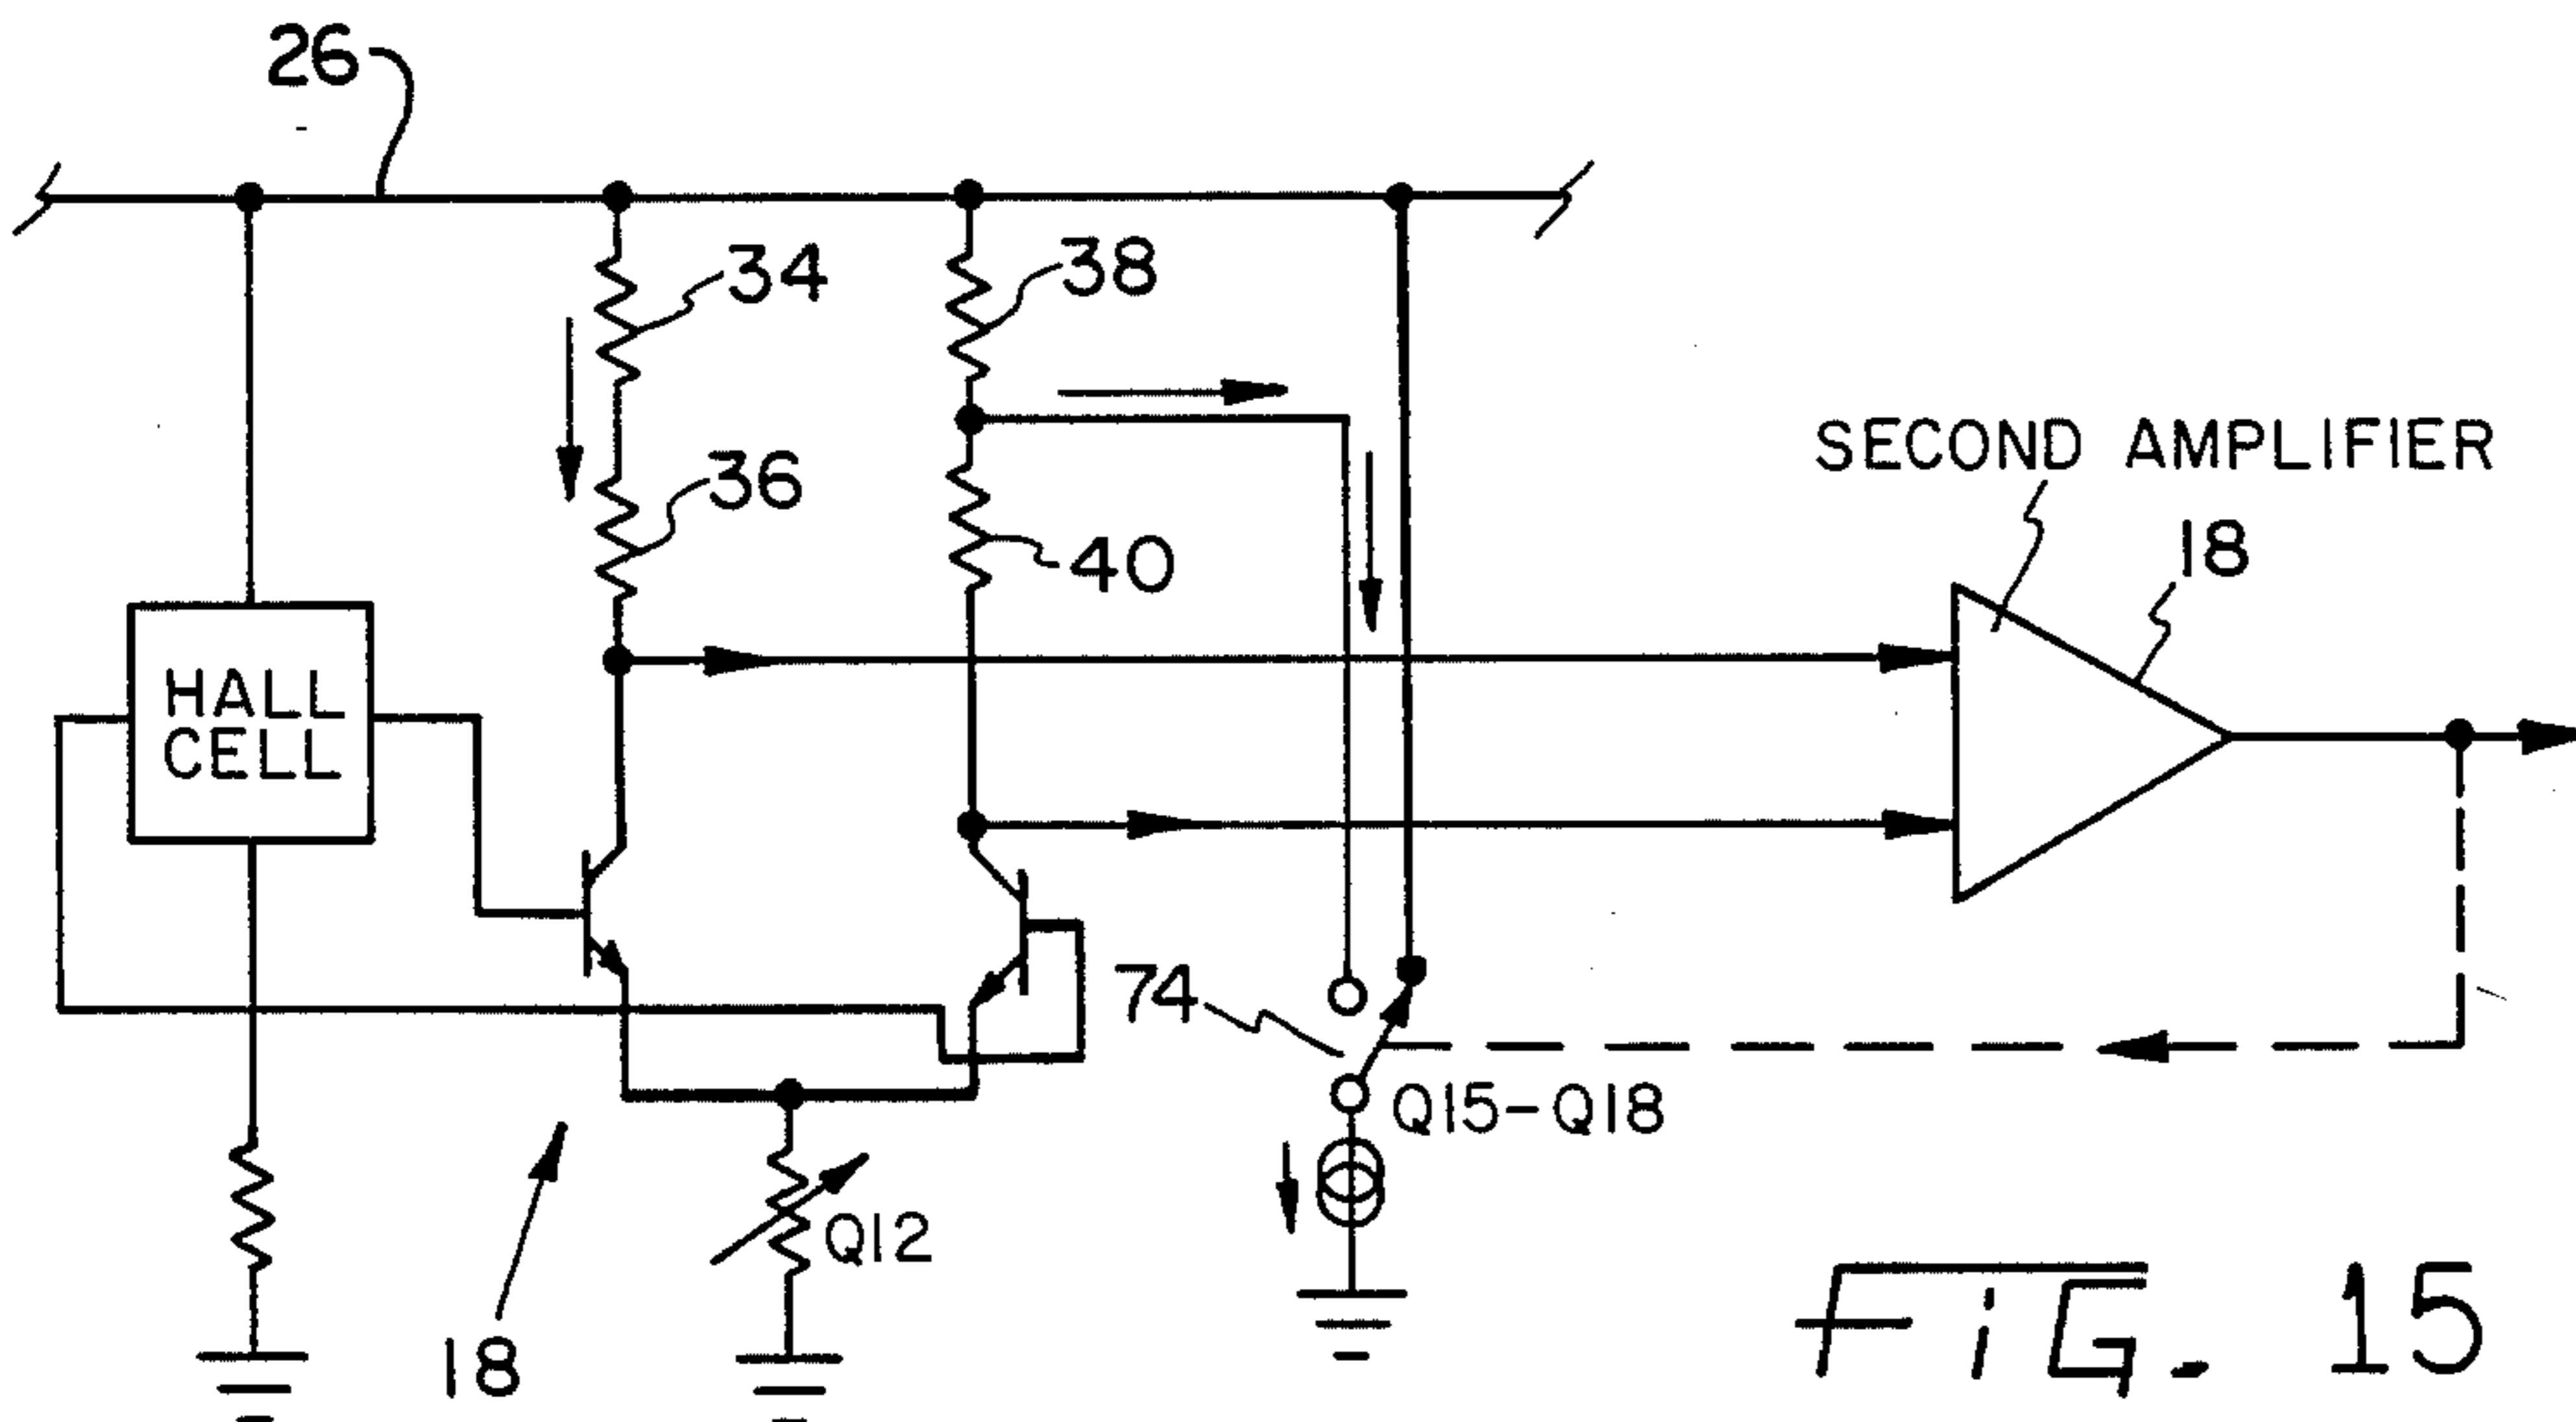 26
34
38
36
40
SECOND AMPLIFIER
18
HALL
CELL
74
Q15-Q18
Q12
18
FiG. 15